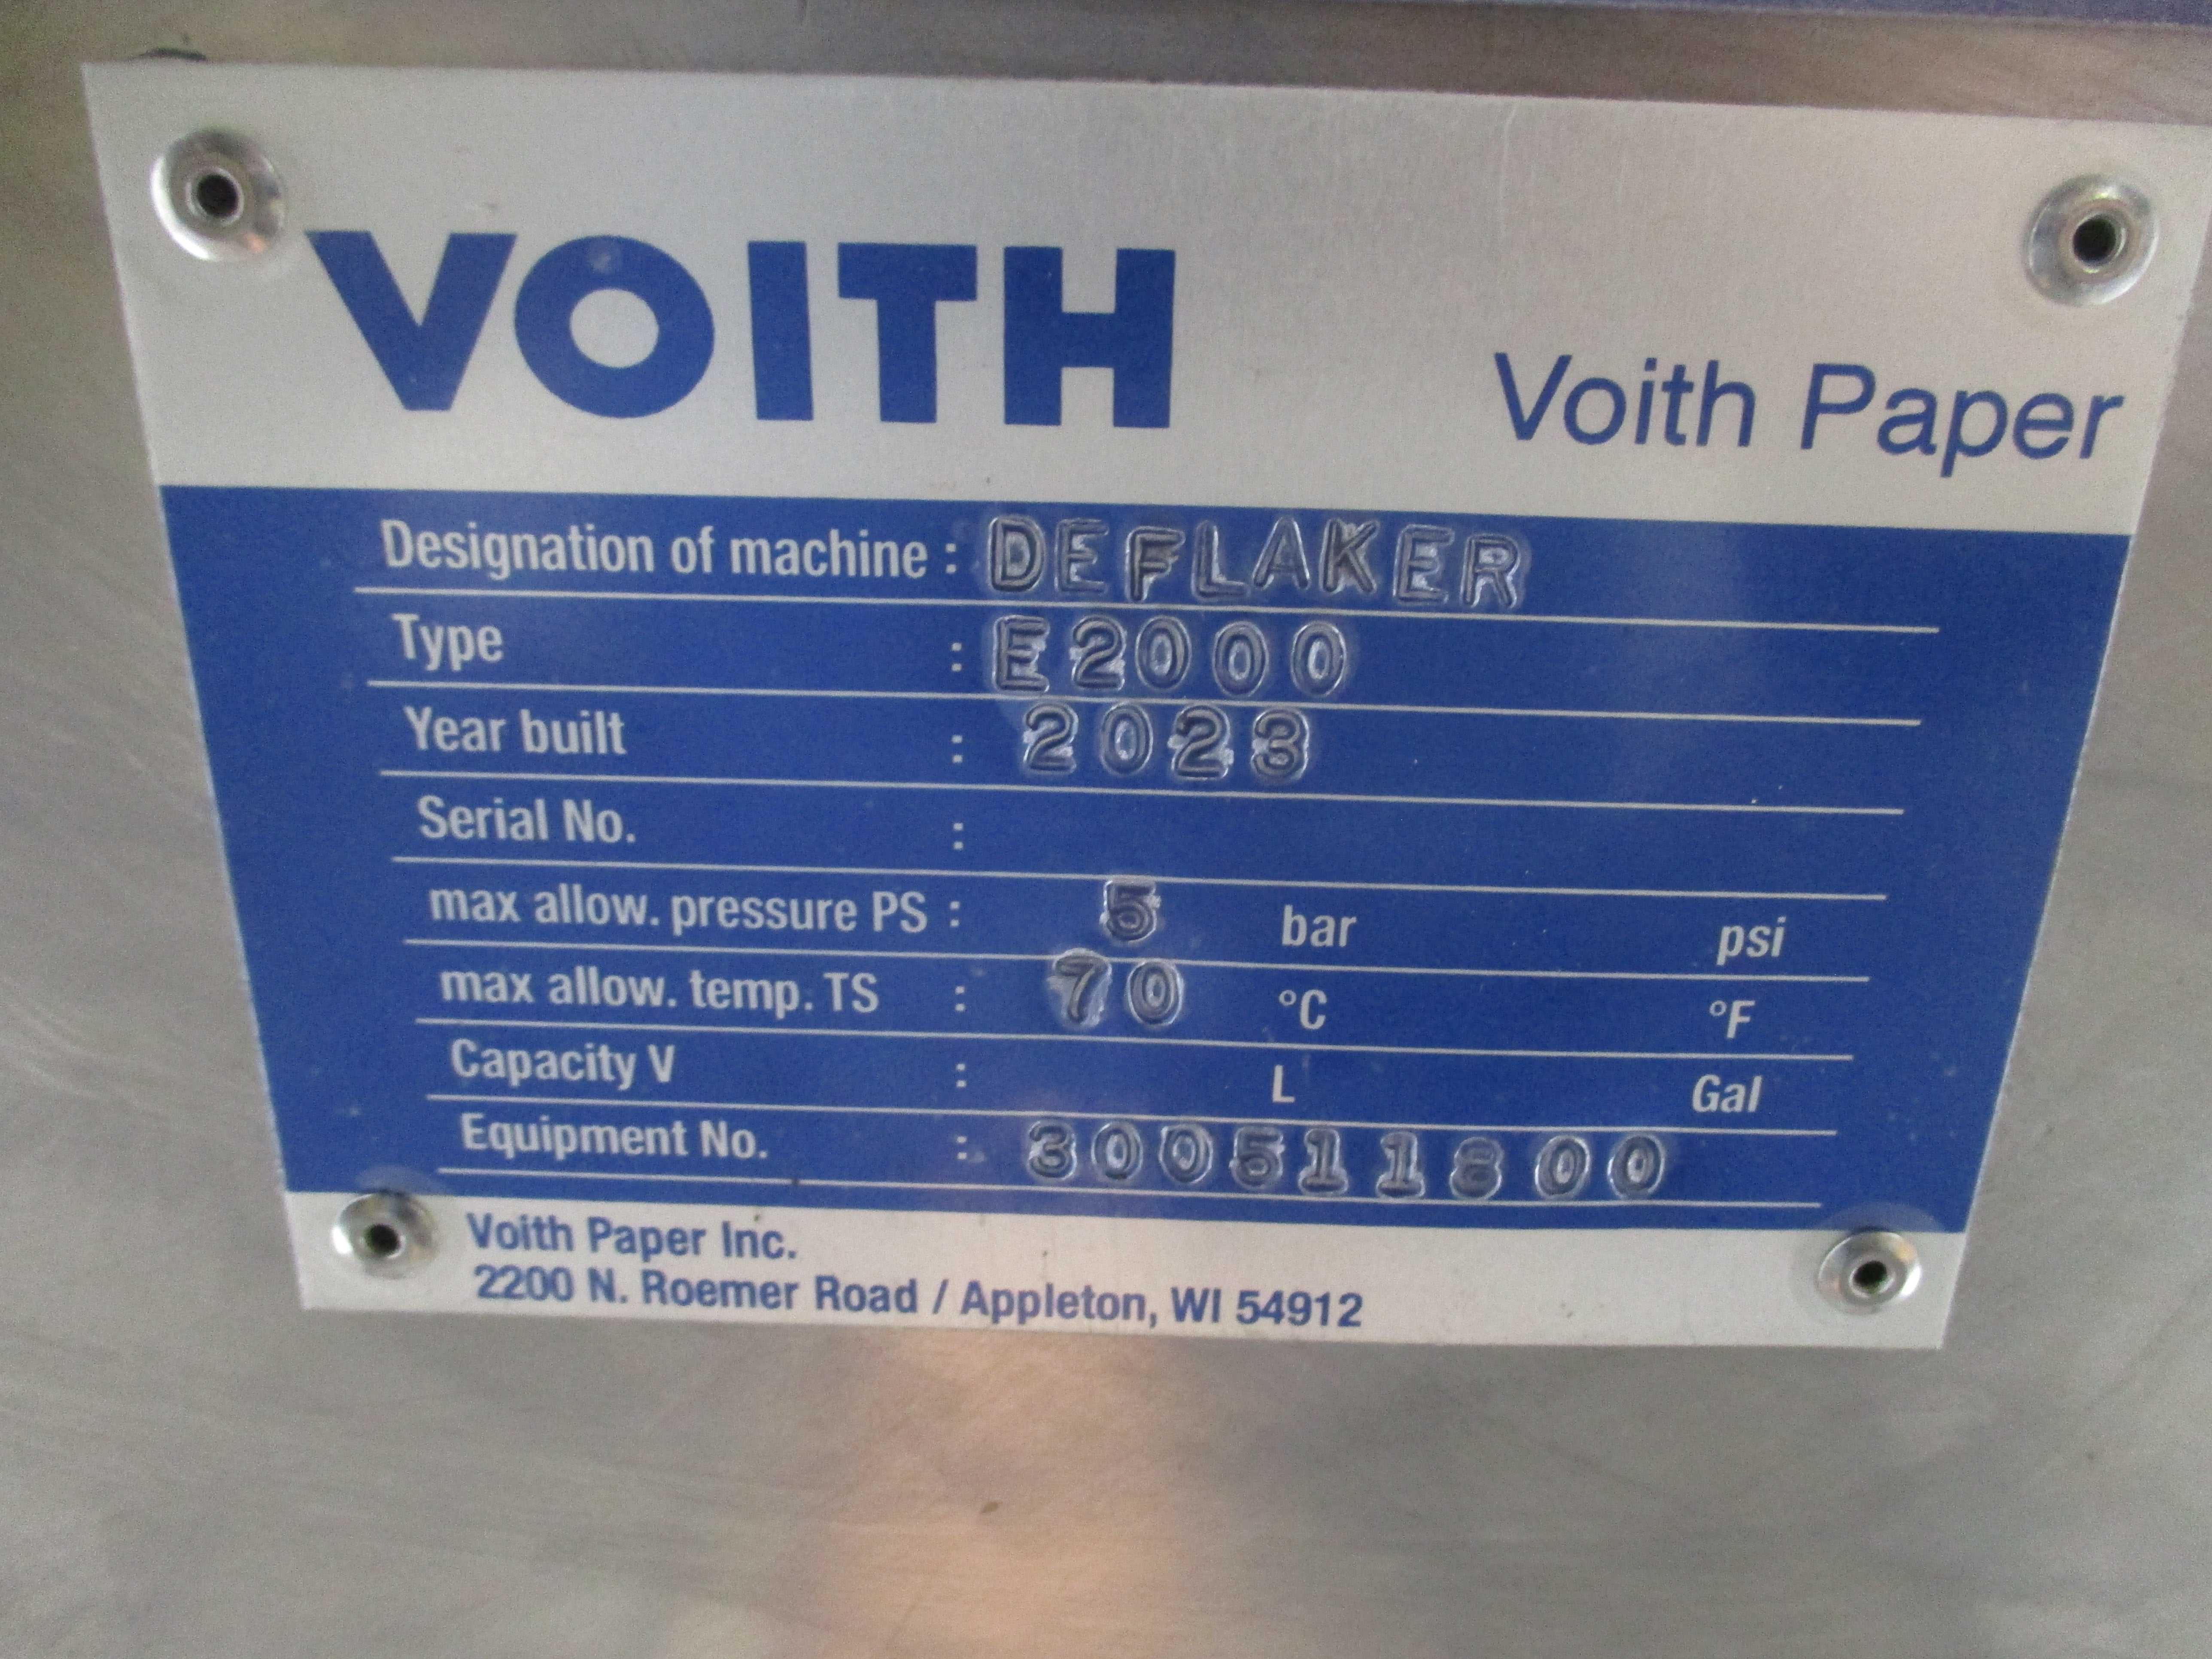 VOITH
Voith Paper
Designation of machine : DEFLAKER
Type : E2000
Year built : 2023
Serial No. :
max allow. pressure PS : 5 bar psi
max allow. temp. TS : 70 °C °F
Capacity V : L Gal
Equipment No. : 300511800
Voith Paper Inc.
2200 N. Roemer Road / Appleton, WI 54912